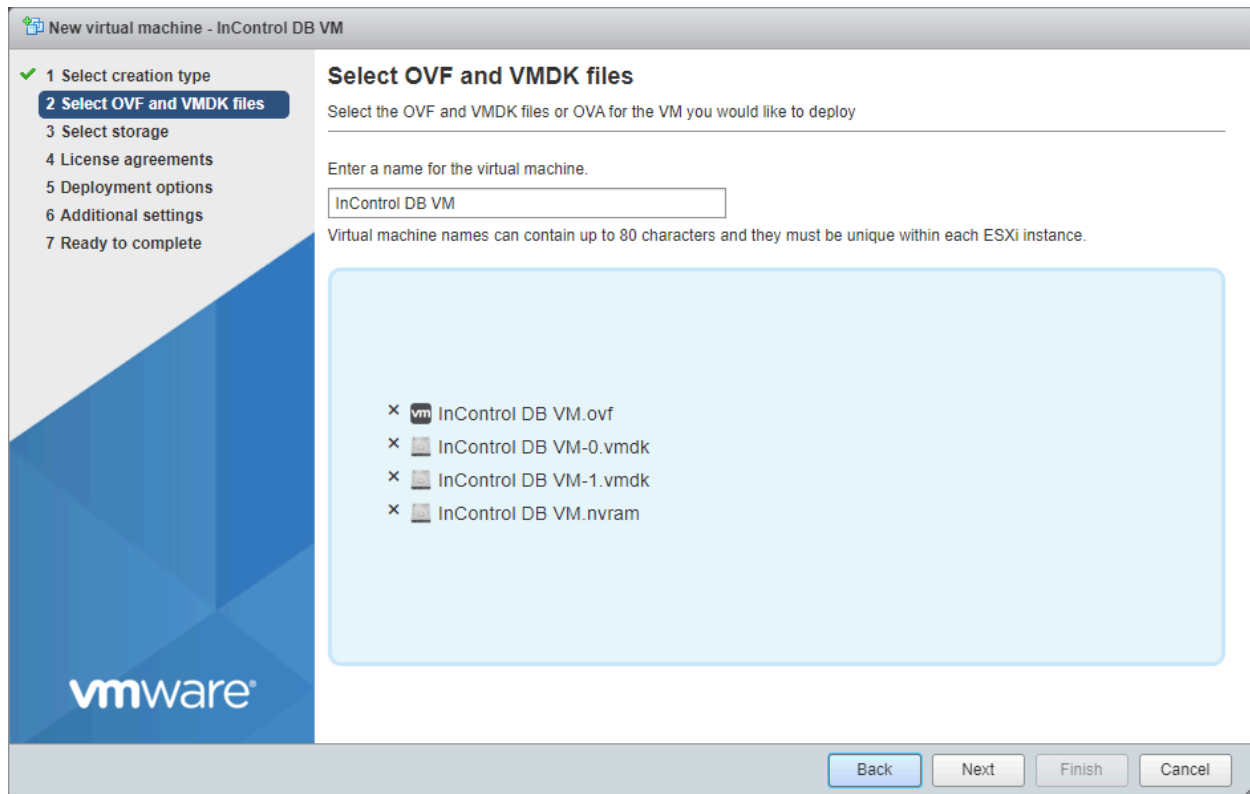 New virtual machine - InControl DB VM
1 Select creation type
2 Select OVF and VMDK files
3 Select storage
4 License agreements
5 Deployment options
6 Additional settings
7 Ready to complete
vmware®
Select OVF and VMDK files
Select the OVF and VMDK files or OVA for the VM you would like to deploy
Enter a name for the virtual machine.
InControl DB VM
Virtual machine names can contain up to 80 characters and they must be unique within each ESXi instance.
× vm InControl DB VM.ovf
× InControl DB VM-0.vmdk
× InControl DB VM-1.vmdk
× InControl DB VM.nvram
Back Next Finish Cancel